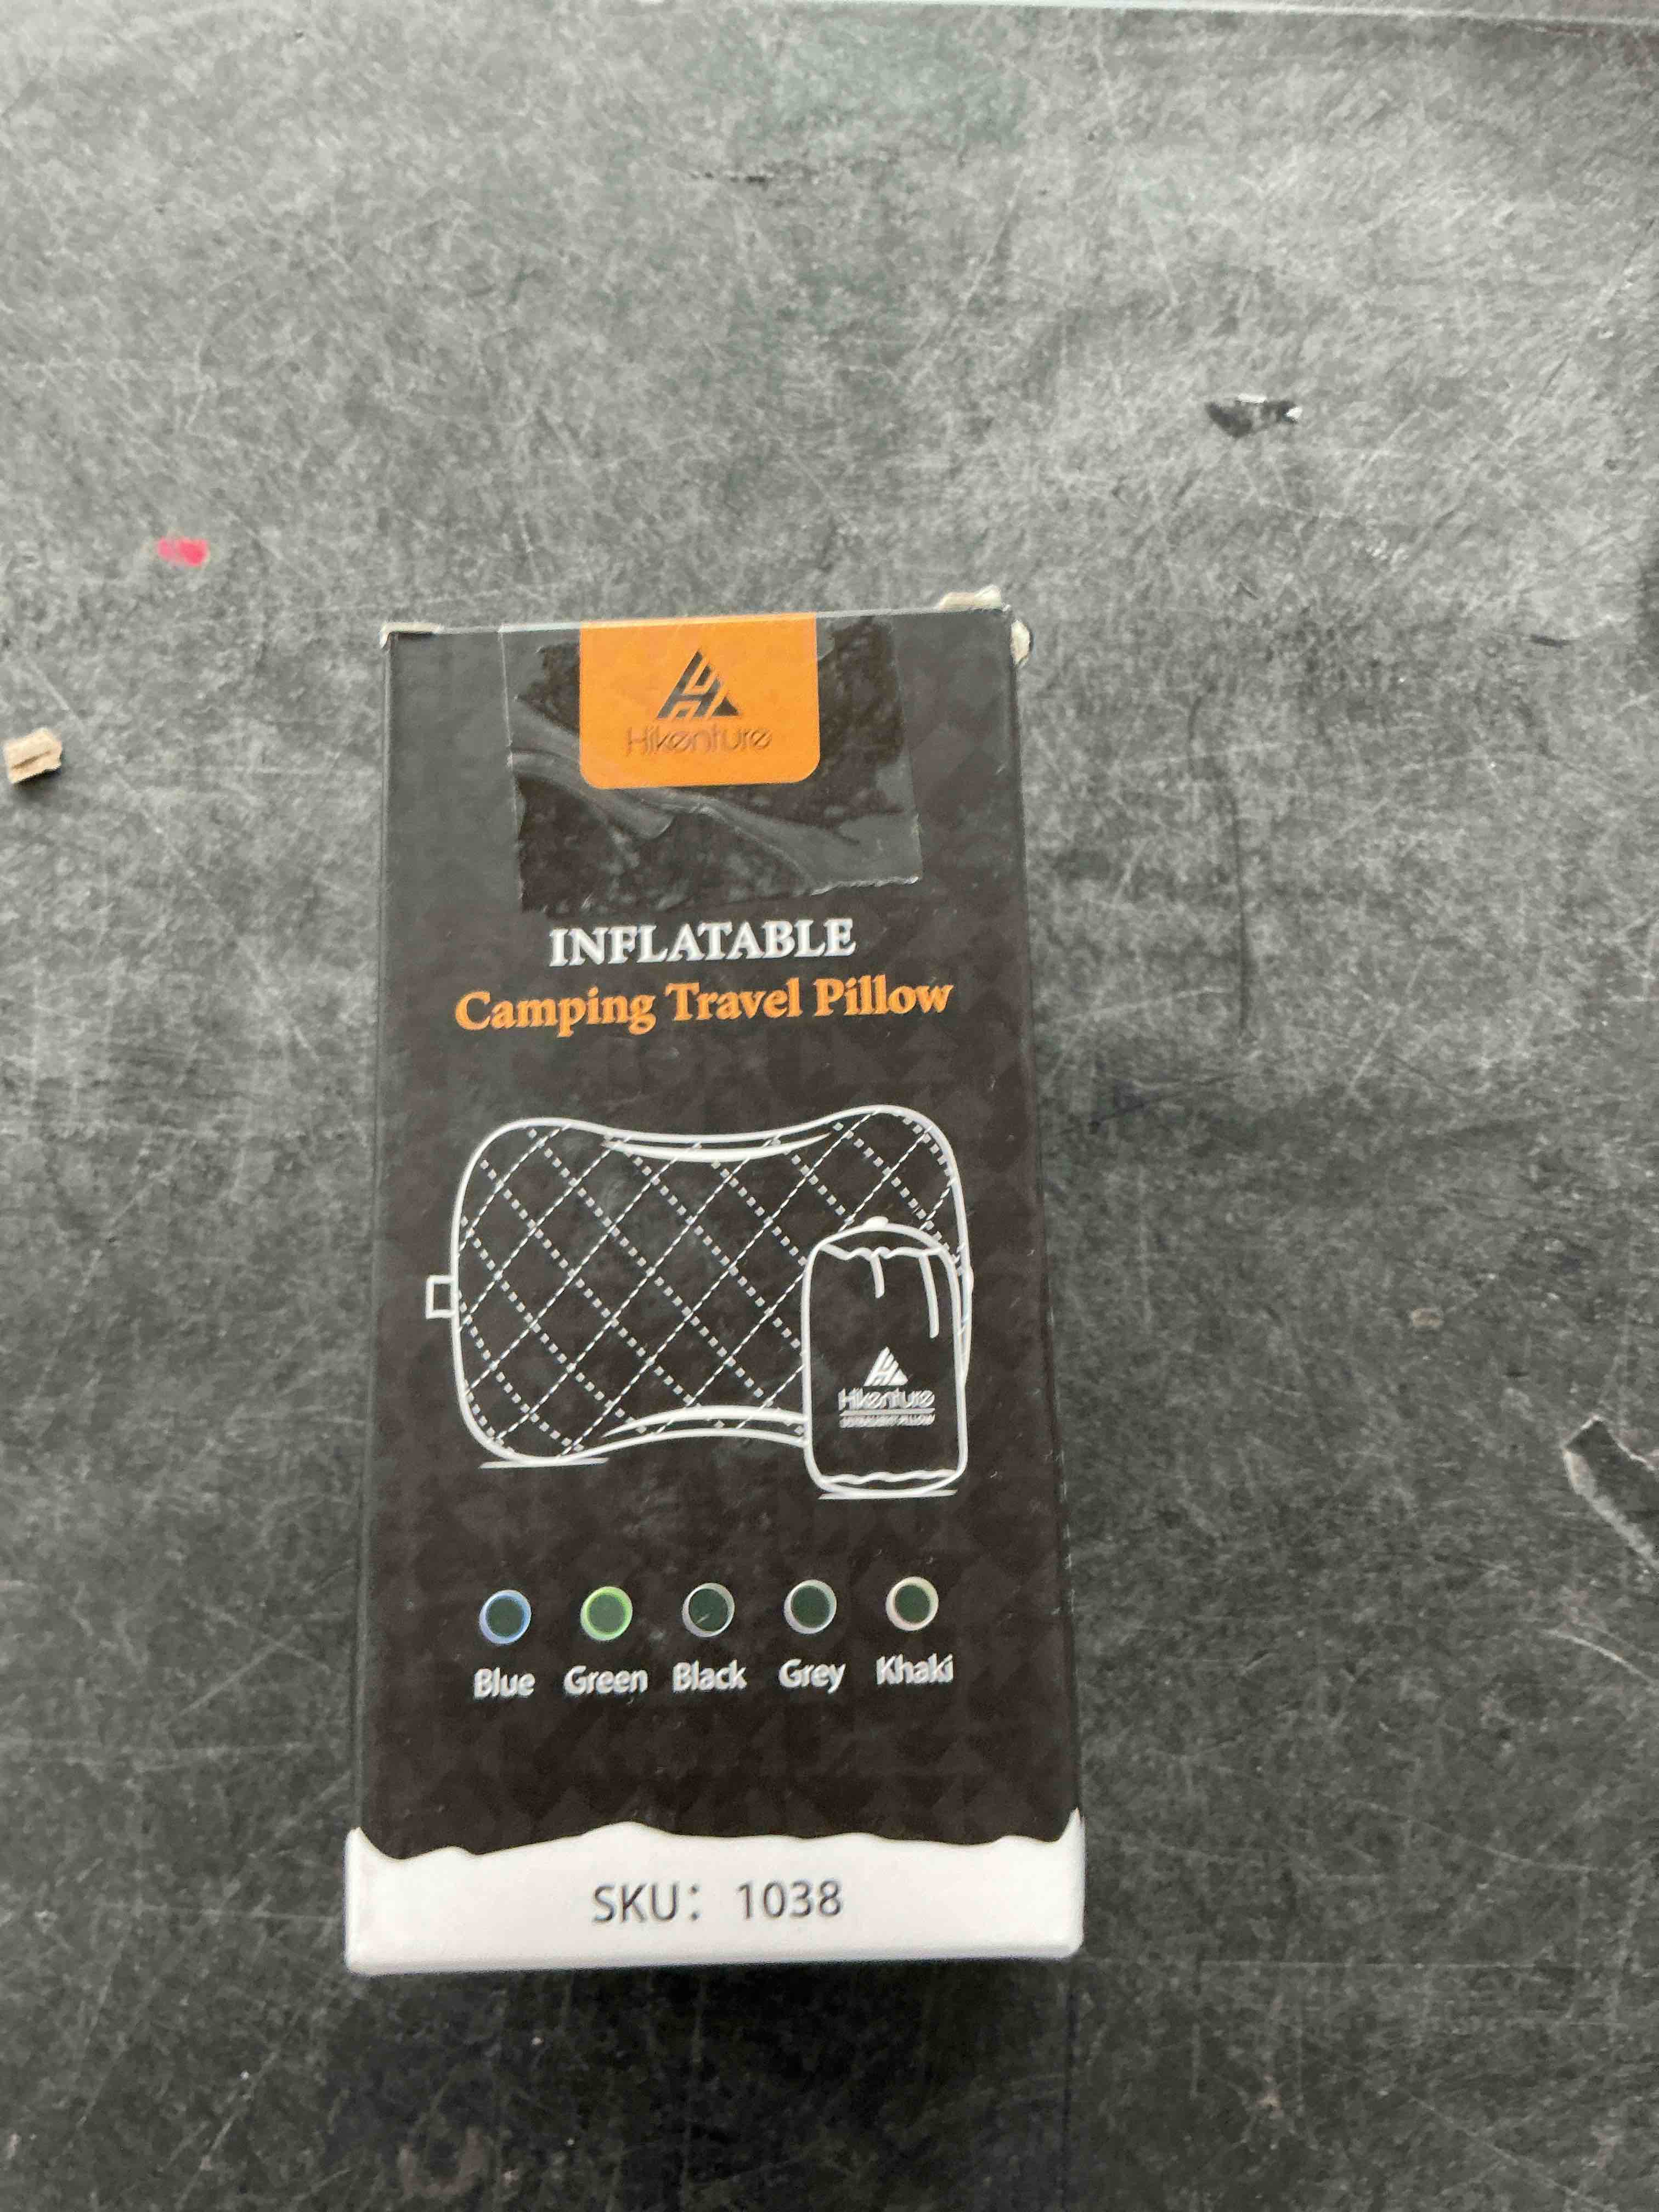 Hikenture
INFLATABLE
Camping Travel Pillow
Hikenture
Blue Green Black Grey Khaki
SKU: 1038